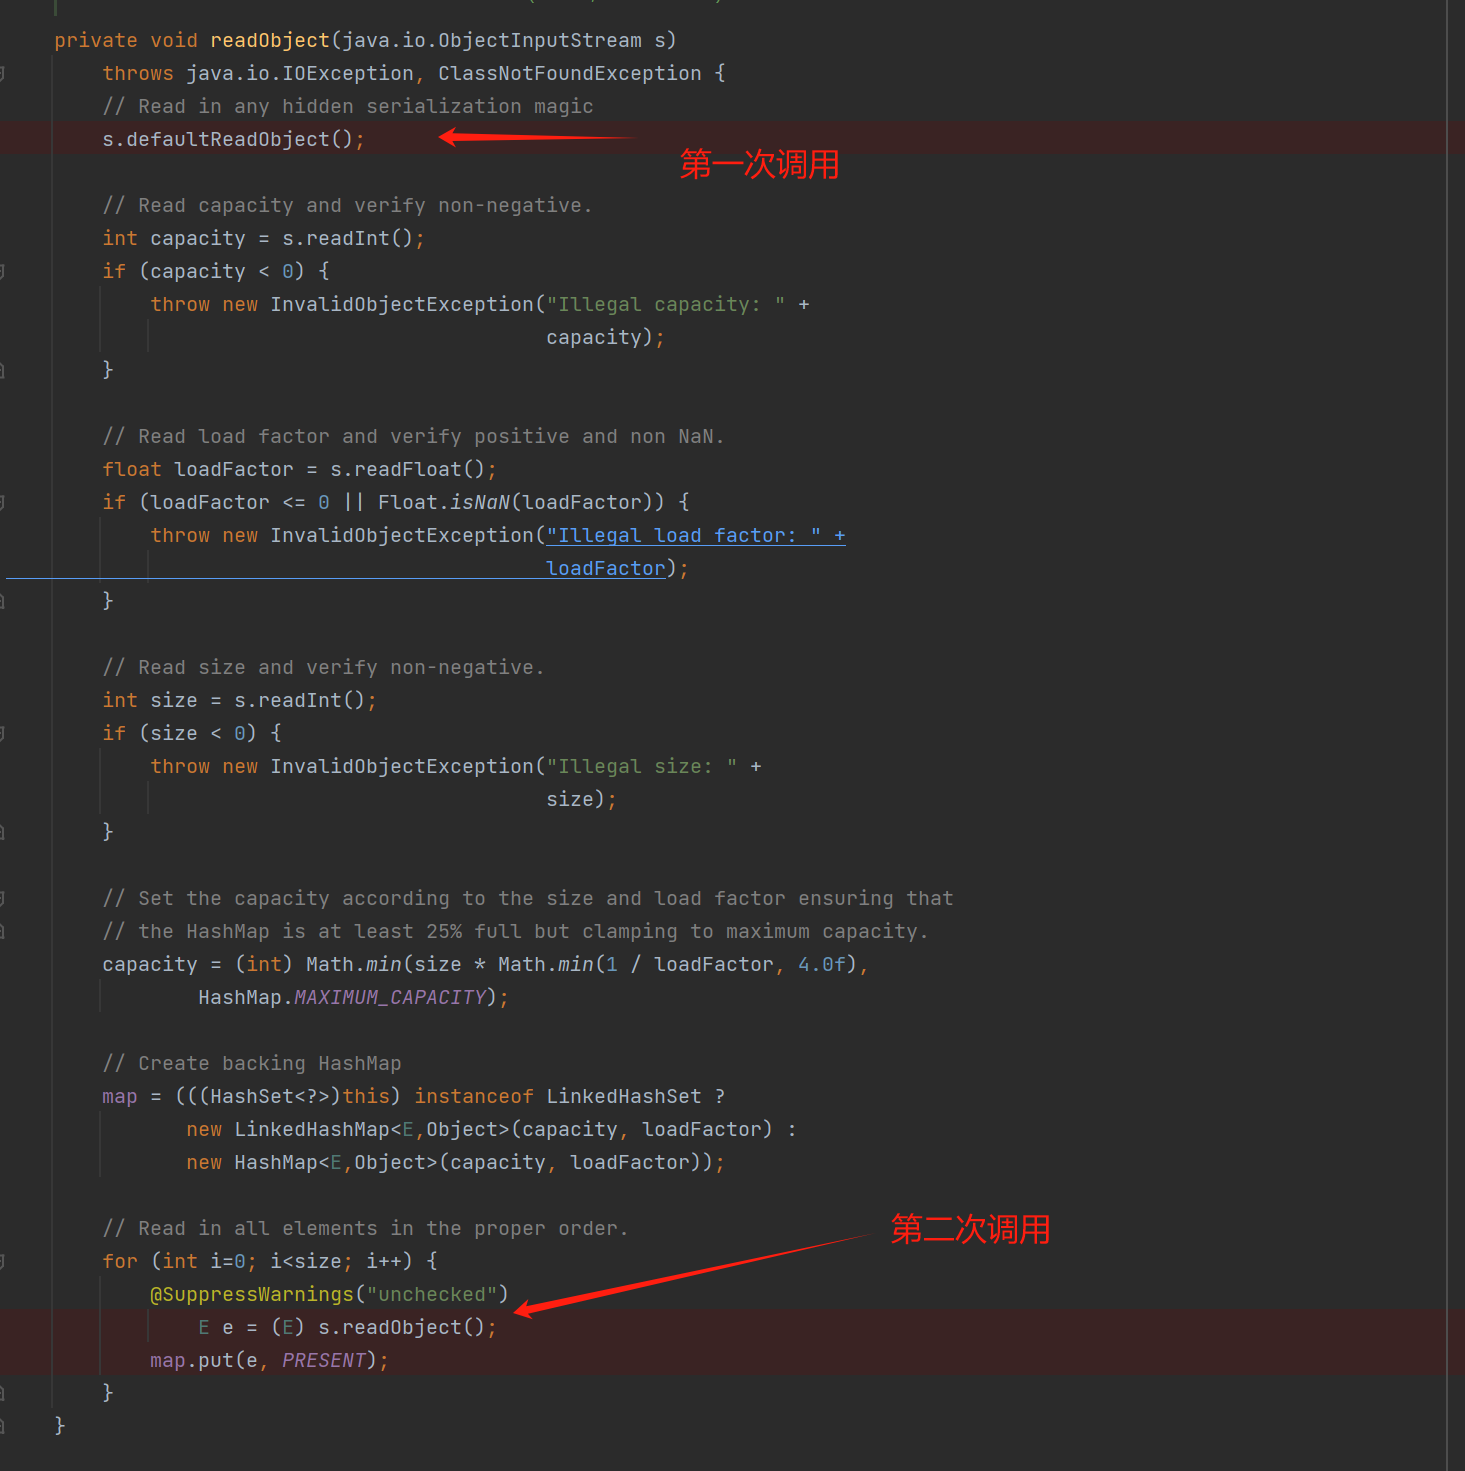 private void readObject(java.io.ObjectInputStream s)
throws java.io.IOException, ClassNotFoundException {
// Read in any hidden serialization magic
s.defaultReadObject();
第一次调用
// Read capacity and verify non-negative.
int capacity = s.readInt();
if (capacity < 0) {
throw new InvalidObjectException("Illegal capacity: " +
capacity);
}
// Read load factor and verify positive and non NaN.
float loadFactor = s.readFloat();
if (loadFactor <= 0 || Float.isNaN(loadFactor)) {
throw new InvalidObjectException("Illegal load factor: " +
loadFactor);
}
// Read size and verify non-negative.
int size = s.readInt();
if (size < 0) {
throw new InvalidObjectException("Illegal size: " +
size);
}
// Set the capacity according to the size and load factor ensuring that
// the HashMap is at least 25% full but clamping to maximum capacity.
capacity = (int) Math.min(size * Math.min(1 / loadFactor, 4.0f),
HashMap.MAXIMUM_CAPACITY);
// Create backing HashMap
map = (((HashSet<?>)this) instanceof LinkedHashSet ?
new LinkedHashMap<E,Object>(capacity, loadFactor) :
new HashMap<E,Object>(capacity, loadFactor));
// Read in all elements in the proper order.
第二次调用
for (int i=0; i<size; i++) {
@SuppressWarnings("unchecked")
E e = (E) s.readObject();
map.put(e, PRESENT);
}
}